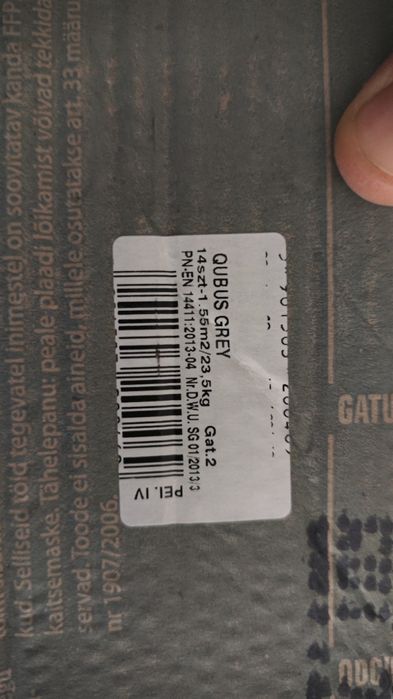 kud. Selliseid töid tegevatel inimestel on soovitatav kanda FFP
kaitsemaske. Tähelepanu: peale plaadi lõikamist võivad tekkida
servad. Toode ei sisalda aineid, millele osutatakse art. 33 määru
nr 1907/2006
QUBUS GREY
14szt-1.55m2/23,5kg Gat.2
PN-EN 14411:2013-04 Nr.D.W.U. SG 01/2013/3
PEI. IV
GATU
ODCI